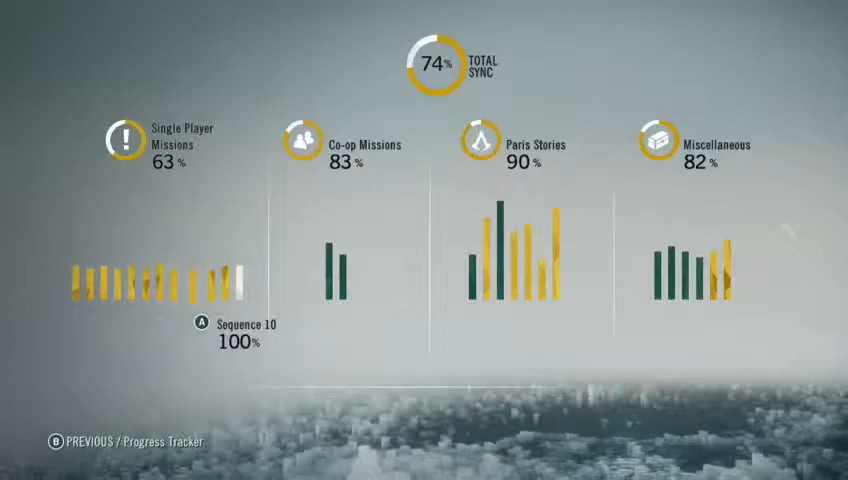 74%
TOTAL
SYNC
Single Player
Missions
63 %
Co-op Missions
83 %
Paris Stories
90 %
Miscellaneous
82 %
A Sequence 10
100%
B PREVIOUS / Progress Tracker